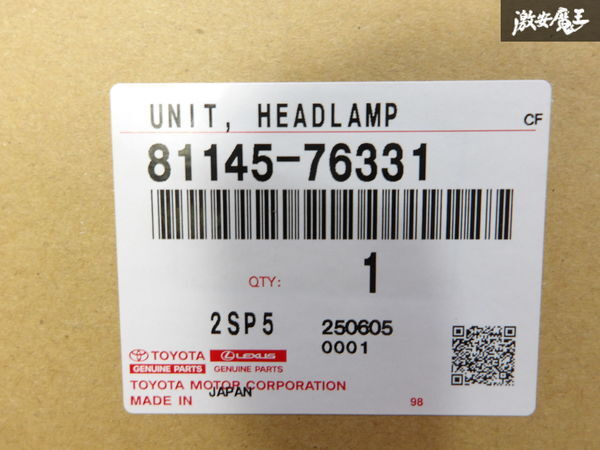 激安魔王
UNIT, HEADLAMP
CF
81145-76331
QTY: 1
2SP5 250605
0001
TOYOTA LEXUS
GENUINE PARTS GENUINE PARTS
TOYOTA MOTOR CORPORATION
MADE IN JAPAN
98